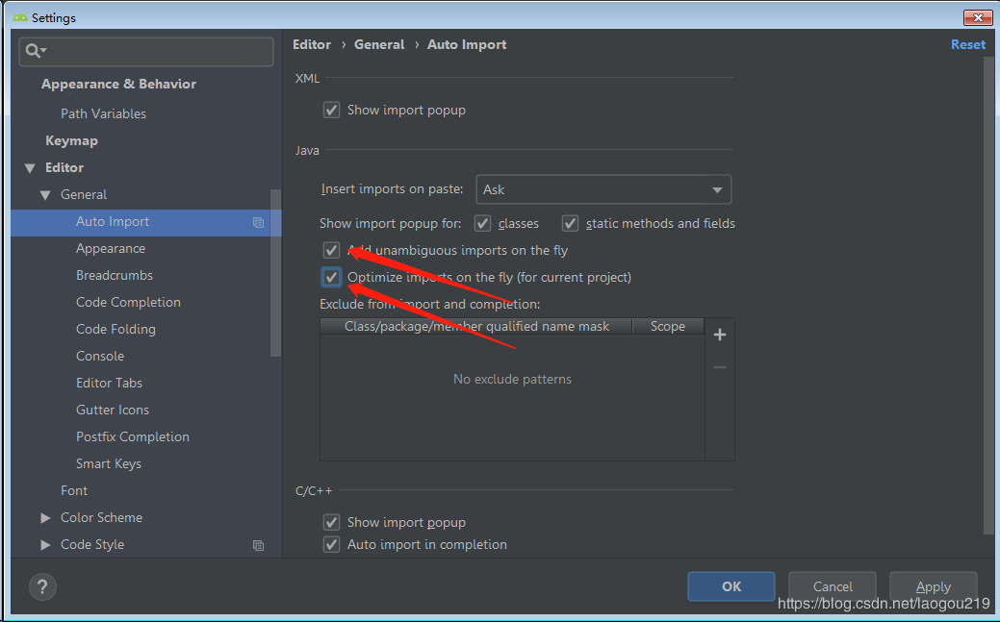 Settings
Editor › General › Auto Import
Reset
Appearance & Behavior
Path Variables
Keymap
Editor
General
Auto Import
Appearance
Breadcrumbs
Code Completion
Code Folding
Console
Editor Tabs
Gutter Icons
Postfix Completion
Smart Keys
Font
Color Scheme
Code Style
XML
Show import popup
Java
Insert imports on paste: Ask
Show import popup for: classes static methods and fields
Add unambiguous imports on the fly
Optimize imports on the fly (for current project)
Exclude from import and completion:
Class/package/member qualified name mask Scope
No exclude patterns
C/C++
Show import popup
Auto import in completion
?
OK Cancel Apply
https://blog.csdn.net/laogou219